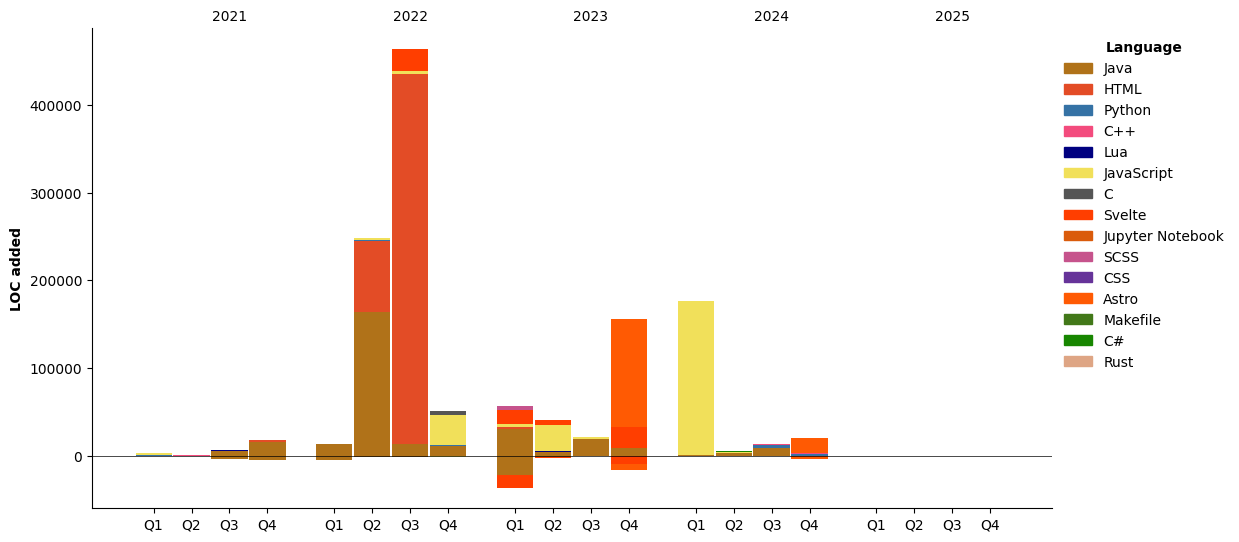 2021 2022 2023 2024 2025
LOC added
400000
300000
200000
100000
0
Q1 Q2 Q3 Q4 Q1 Q2 Q3 Q4 Q1 Q2 Q3 Q4 Q1 Q2 Q3 Q4 Q1 Q2 Q3 Q4
Language
Java
HTML
Python
C++
Lua
JavaScript
C
Svelte
Jupyter Notebook
SCSS
CSS
Astro
Makefile
C#
Rust